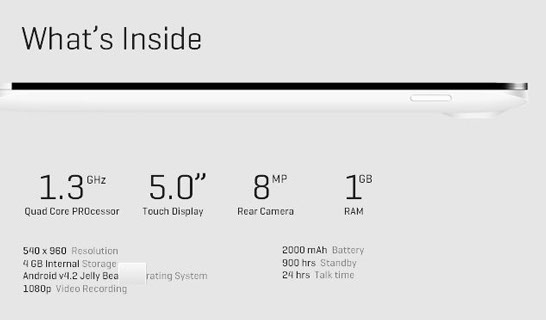 What's Inside
1.3 GHz
Quad Core PROcessor
5.0”
Touch Display
8 MP
Rear Camera
1 GB
RAM
540 x 960 Resolution
4 GB Internal Storage
Android v4.2 Jelly Bea rating System
1080p Video Recording
2000 mAh Battery
900 hrs Standby
24 hrs Talk time